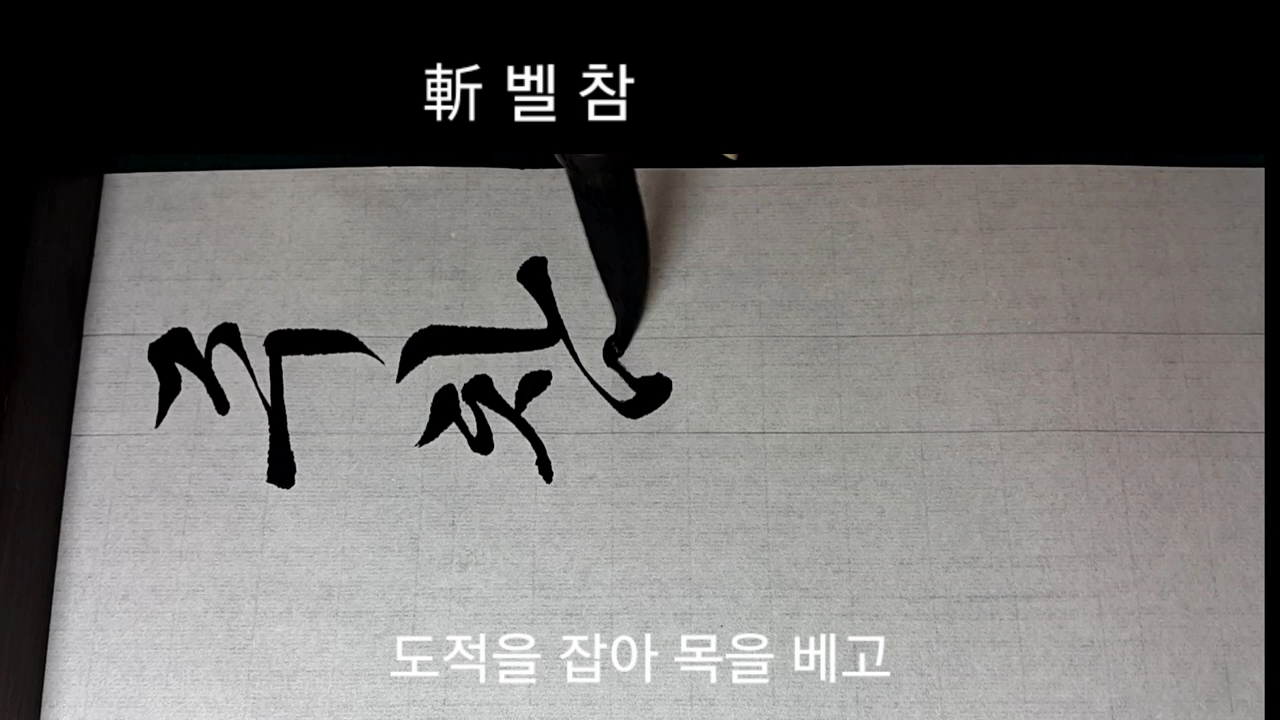 斬 벨 참
도적을 잡아 목을 베고